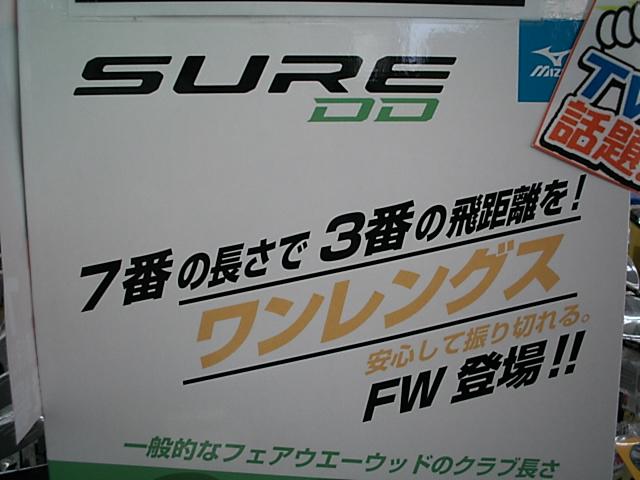 SURE
DD
MIZ
TV
話題
7番の長さで3番の飛距離を!
ワンレングス
安心して振り切れる。
FW登場!!
一般的なフェアウエーウッドのクラブ長さ